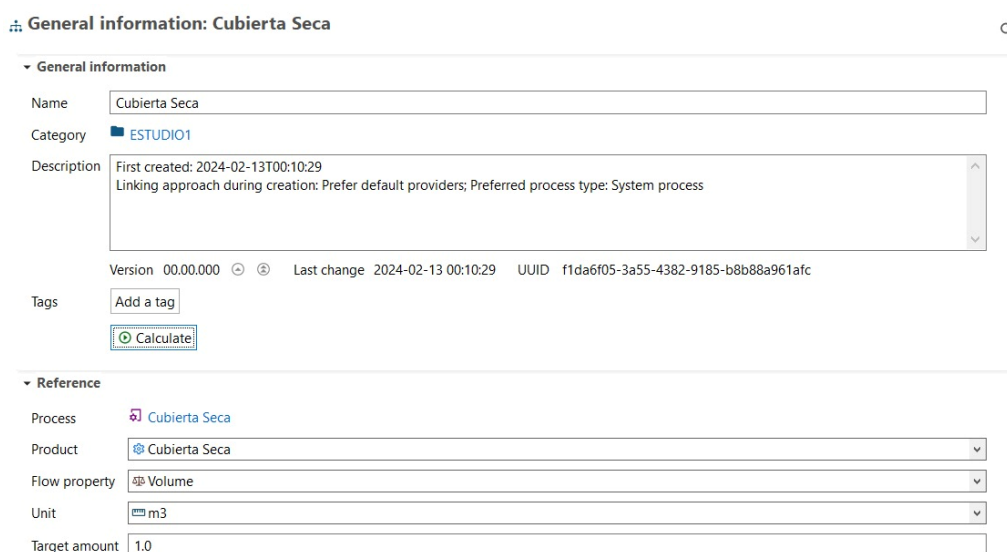 General information: Cubierta Seca
General information
Name Cubierta Seca
Category ESTUDIO1
Description First created: 2024-02-13T00:10:29
Linking approach during creation: Prefer default providers; Preferred process type: System process
Version 00.00.000 Last change 2024-02-13 00:10:29 UUID f1da6f05-3a55-4382-9185-b8b88a961afc
Tags Add a tag
Calculate
Reference
Process Cubierta Seca
Product Cubierta Seca
Flow property Volume
Unit m3
Target amount 1.0